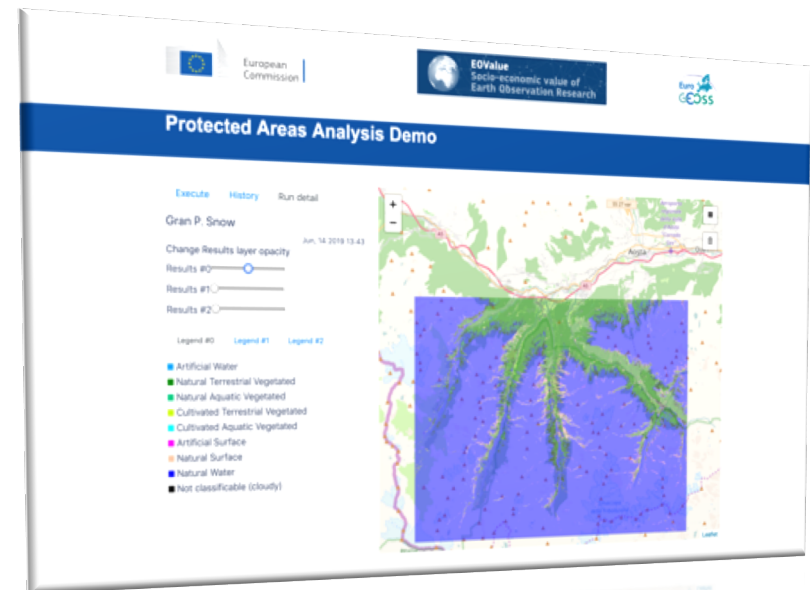 European
Commission
EOValue
Socio-economic value of
Earth Observation Research
Euro
GEOSS
Protected Areas Analysis Demo
Execute History Run detail
Gran P. Snow
Jun, 14 2019 13:43
Change Results layer opacity
Results #0
Results #1
Results #2
Legend #0 Legend #1 Legend #2
Artificial Water
Natural Terrestrial Vegetated
Natural Aquatic Vegetated
Cultivated Terrestrial Vegetated
Cultivated Aquatic Vegetated
Artificial Surface
Natural Surface
Natural Water
Not classificable (cloudy)
+
−
Aosta
Leaflet